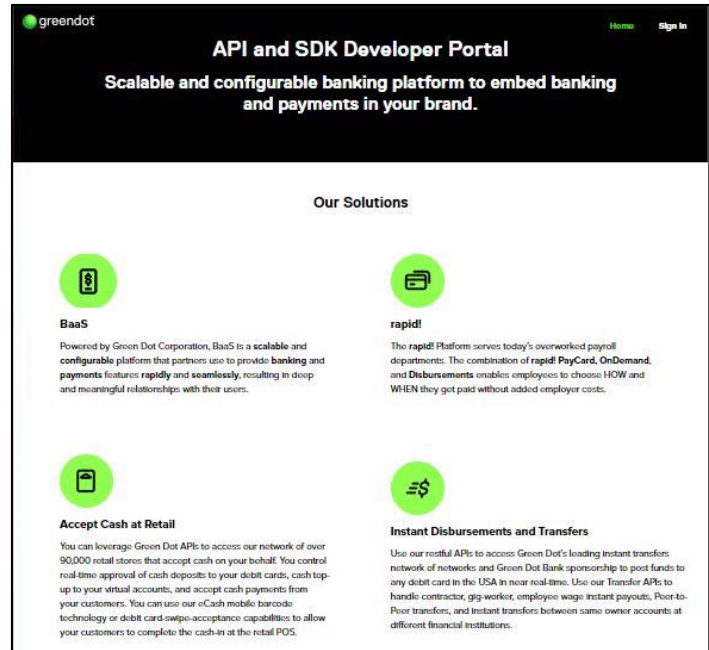 greendot
Home Sign In
API and SDK Developer Portal
Scalable and configurable banking platform to embed banking
and payments in your brand.
Our Solutions
BaaS
Powered by Green Dot Corporation, BaaS is a scalable and
configurable platform that partners use to provide banking and
payments features rapidly and seamlessly, resulting in deep
and meaningful relationships with their users.
rapid!
The rapid! Platform serves today's overworked payroll
departments. The combination of rapid! PayCard, OnDemand,
and Disbursements enables employees to choose HOW and
WHEN they get paid without added employer costs.
Accept Cash at Retail
You can leverage Green Dot APIs to access our network of over
90,000 retail stores that accept cash on your behalf. You control
real-time approval of cash deposits to your debit cards, cash top-
up to your virtual accounts, and accept cash payments from
your customers. You can use our eCash mobile barcode
technology or debit card-swipe-acceptance capabilities to allow
your customers to complete the cash-in at the retail POS.
Instant Disbursements and Transfers
Use our restful APIs to access Green Dot's leading instant transfers
network of networks and Green Dot Bank sponsorship to post funds to
any debit card in the USA in near real-time. Use our Transfer APIs to
handle contractor, gig-worker, employee wage instant payouts, Peer-to-
Peer transfers, and instant transfers between same owner accounts at
different financial institutions.